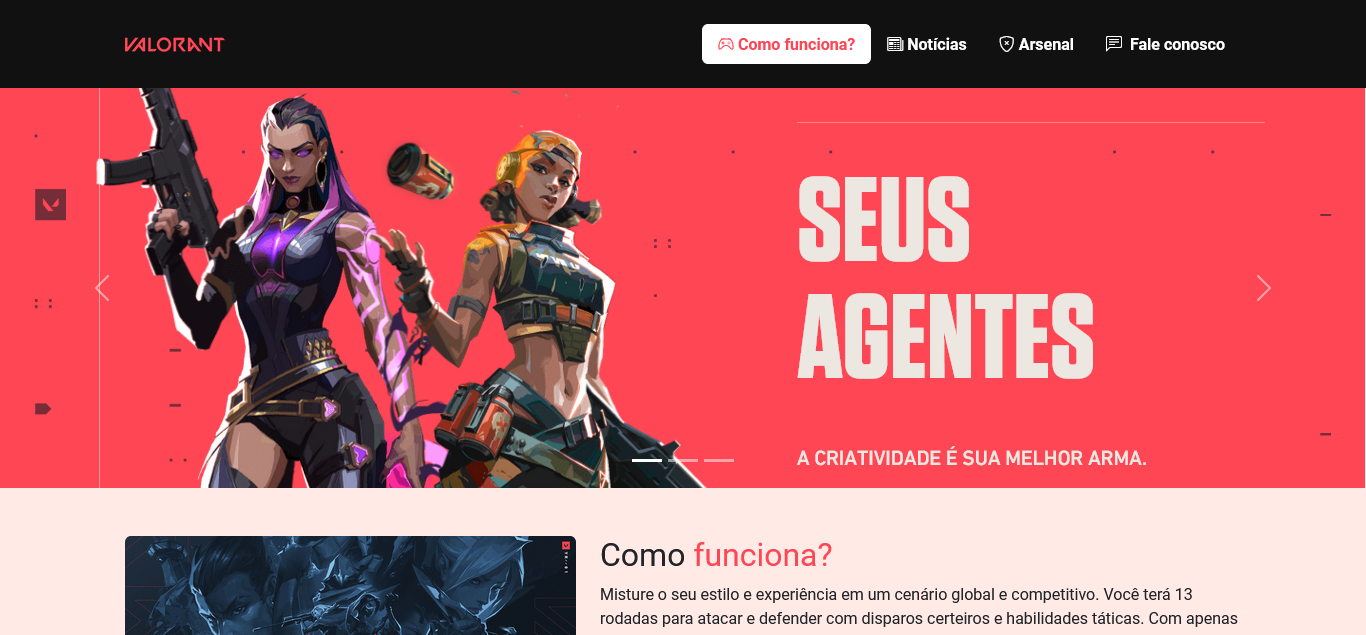 VALORANT
Como funciona?
Notícias
Arsenal
Fale conosco
SEUS
AGENTES
A CRIATIVIDADE É SUA MELHOR ARMA.
Como funciona?
Misture o seu estilo e experiência em um cenário global e competitivo. Você terá 13
rodadas para atacar e defender com disparos certeiros e habilidades táticas. Com apenas